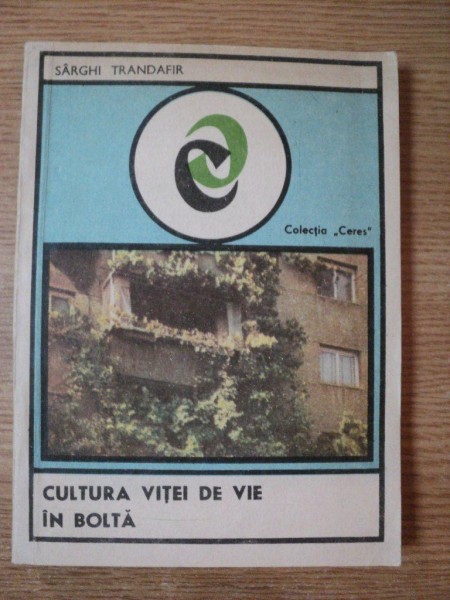 SÂRGHI TRANDAFIR
Colecția „Ceres"
CULTURA VIȚEI DE VIE
ÎN BOLTĂ